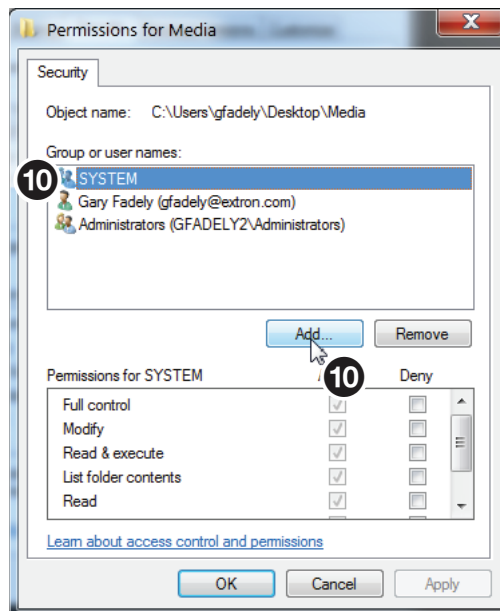 Permissions for Media
Security
Object name: C:\Users\gfadely\Desktop\Media
Group or user names:
10
SYSTEM
Gary Fadely (gfadely@extron.com)
Administrators (GFADELY2\Administrators)
Add... Remove
10
Permissions for SYSTEM Deny
Full control
Modify
Read & execute
List folder contents
Read
Learn about access control and permissions
OK Cancel Apply